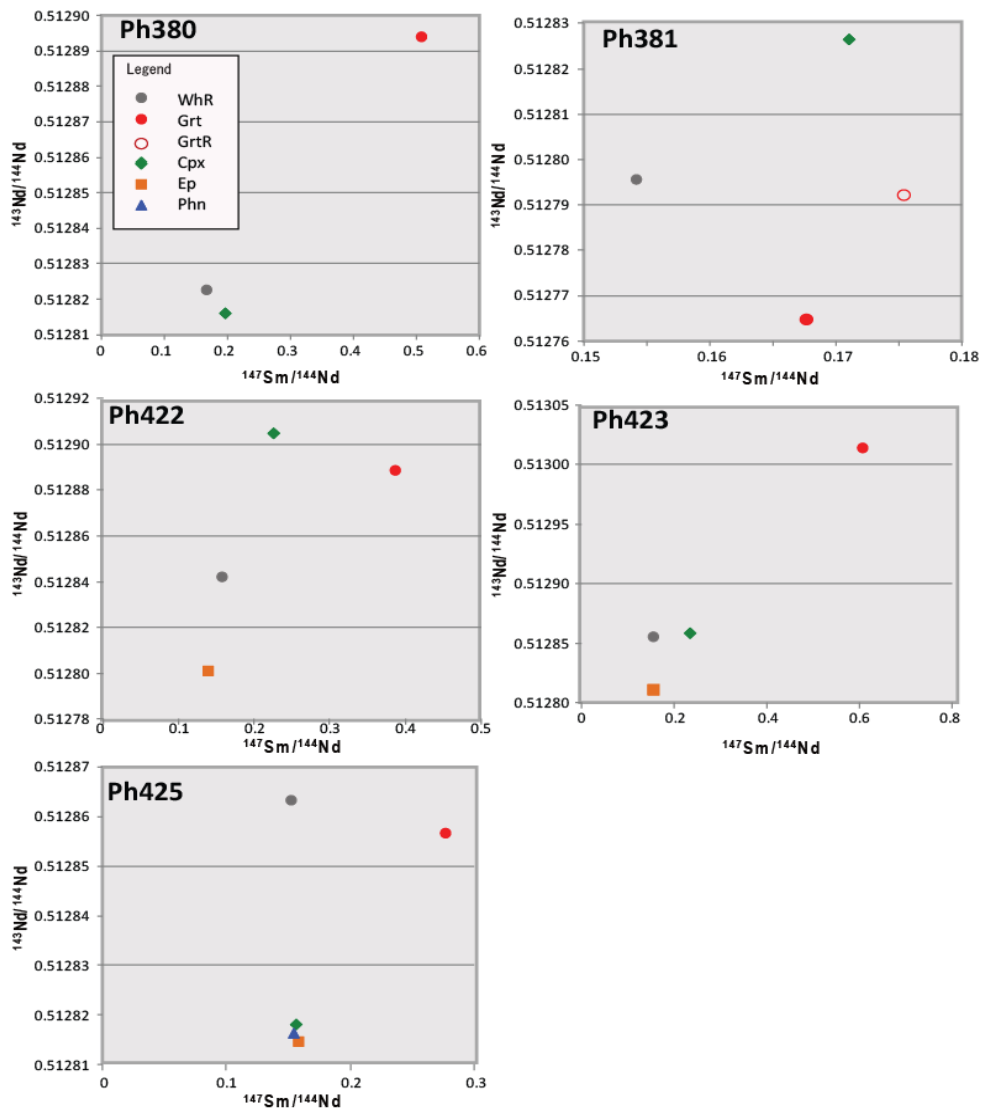 Ph380
0.51290
0.51289
0.51288
0.51287
0.51286
0.51285
0.51284
0.51283
0.51282
0.51281
¹⁴³Nd/¹⁴⁴Nd
Legend
WhR
Grt
GrtR
Cpx
Ep
Phn
0 0.1 0.2 0.3 0.4 0.5 0.6
¹⁴⁷Sm/¹⁴⁴Nd
Ph381
0.51283
0.51282
0.51281
0.51280
0.51279
0.51278
0.51277
0.51276
¹⁴³Nd/¹⁴⁴Nd
0.15 0.16 0.17 0.18
¹⁴⁷Sm/¹⁴⁴Nd
Ph422
0.51292
0.51290
0.51288
0.51286
0.51284
0.51282
0.51280
0.51278
¹⁴³Nd/¹⁴⁴Nd
0 0.1 0.2 0.3 0.4 0.5
¹⁴⁷Sm/¹⁴⁴Nd
Ph423
0.51305
0.51300
0.51295
0.51290
0.51285
0.51280
¹⁴³Nd/¹⁴⁴Nd
0 0.2 0.4 0.6 0.8
¹⁴⁷Sm/¹⁴⁴Nd
Ph425
0.51287
0.51286
0.51285
0.51284
0.51283
0.51282
0.51281
¹⁴³Nd/¹⁴⁴Nd
0 0.1 0.2 0.3
¹⁴⁷Sm/¹⁴⁴Nd